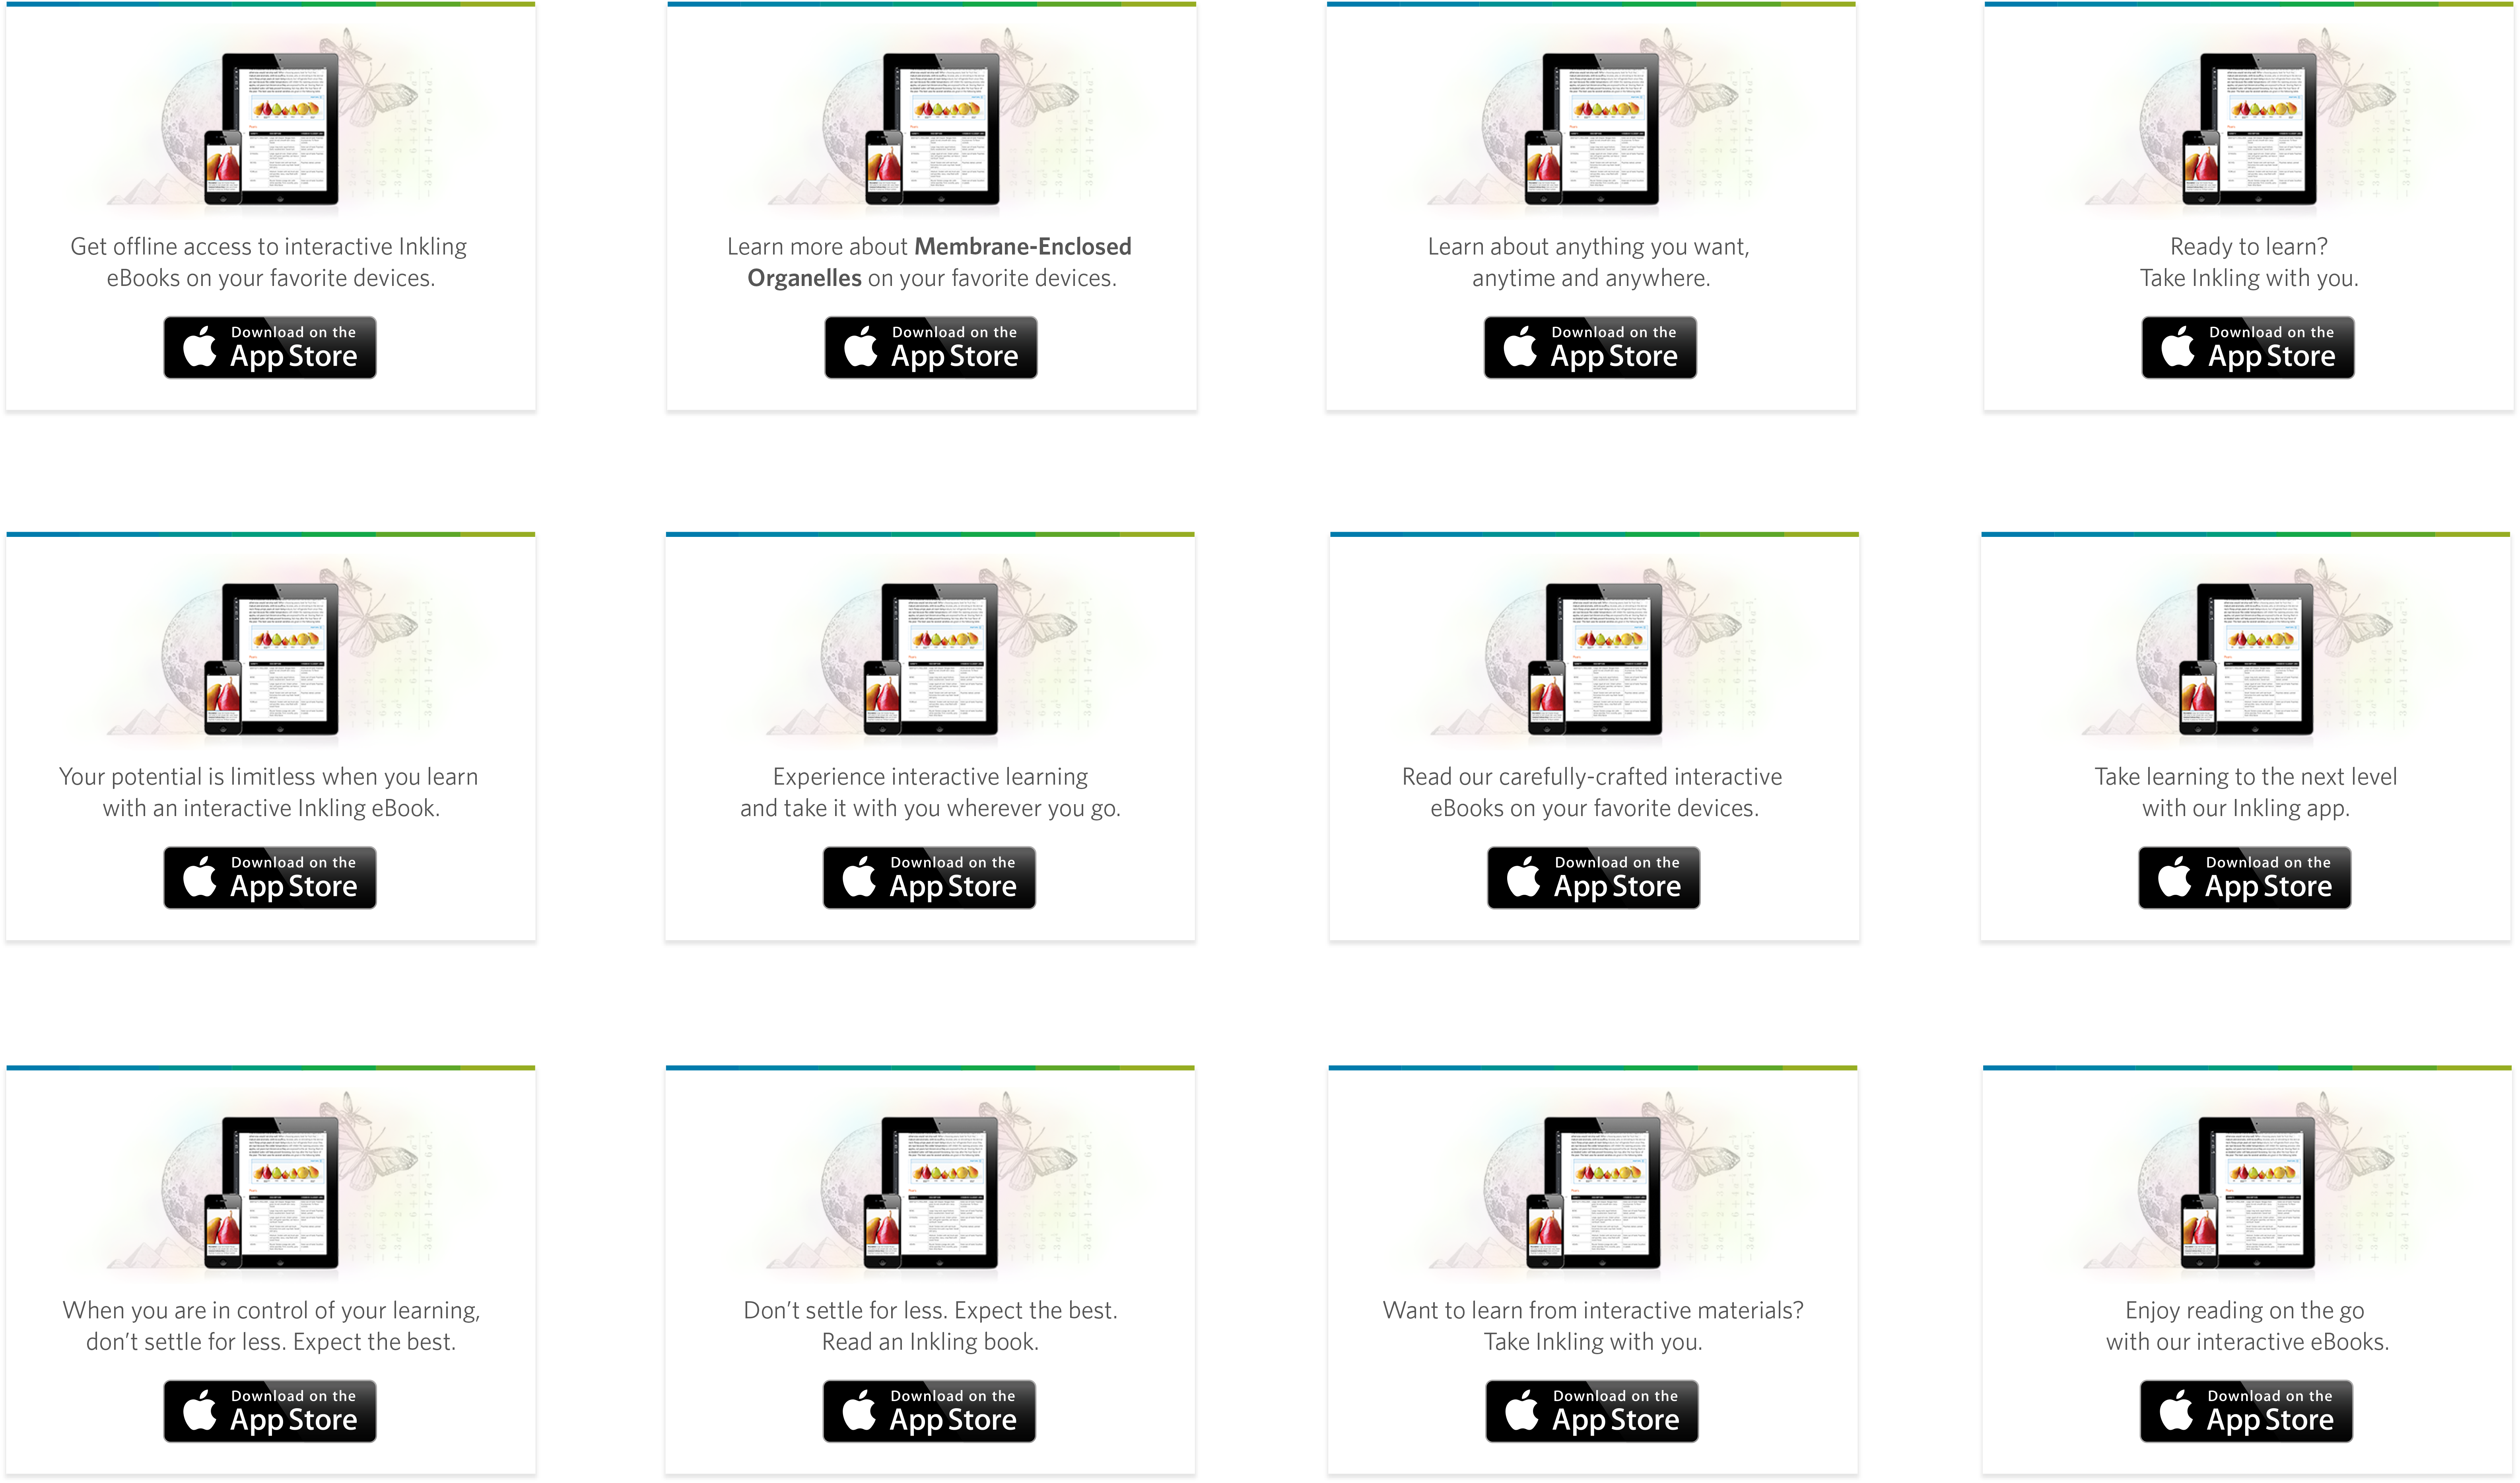 Get offline access to interactive Inkling
eBooks on your favorite devices.
Download on the
App Store
Learn more about Membrane-Enclosed
Organelles on your favorite devices.
Download on the
App Store
Learn about anything you want,
anytime and anywhere.
Download on the
App Store
Ready to learn?
Take Inkling with you.
Download on the
App Store
Your potential is limitless when you learn
with an interactive Inkling eBook.
Download on the
App Store
Experience interactive learning
and take it with you wherever you go.
Download on the
App Store
Read our carefully-crafted interactive
eBooks on your favorite devices.
Download on the
App Store
Take learning to the next level
with our Inkling app.
Download on the
App Store
When you are in control of your learning,
don't settle for less. Expect the best.
Download on the
App Store
Don't settle for less. Expect the best.
Read an Inkling book.
Download on the
App Store
Want to learn from interactive materials?
Take Inkling with you.
Download on the
App Store
Enjoy reading on the go
with our interactive eBooks.
Download on the
App Store